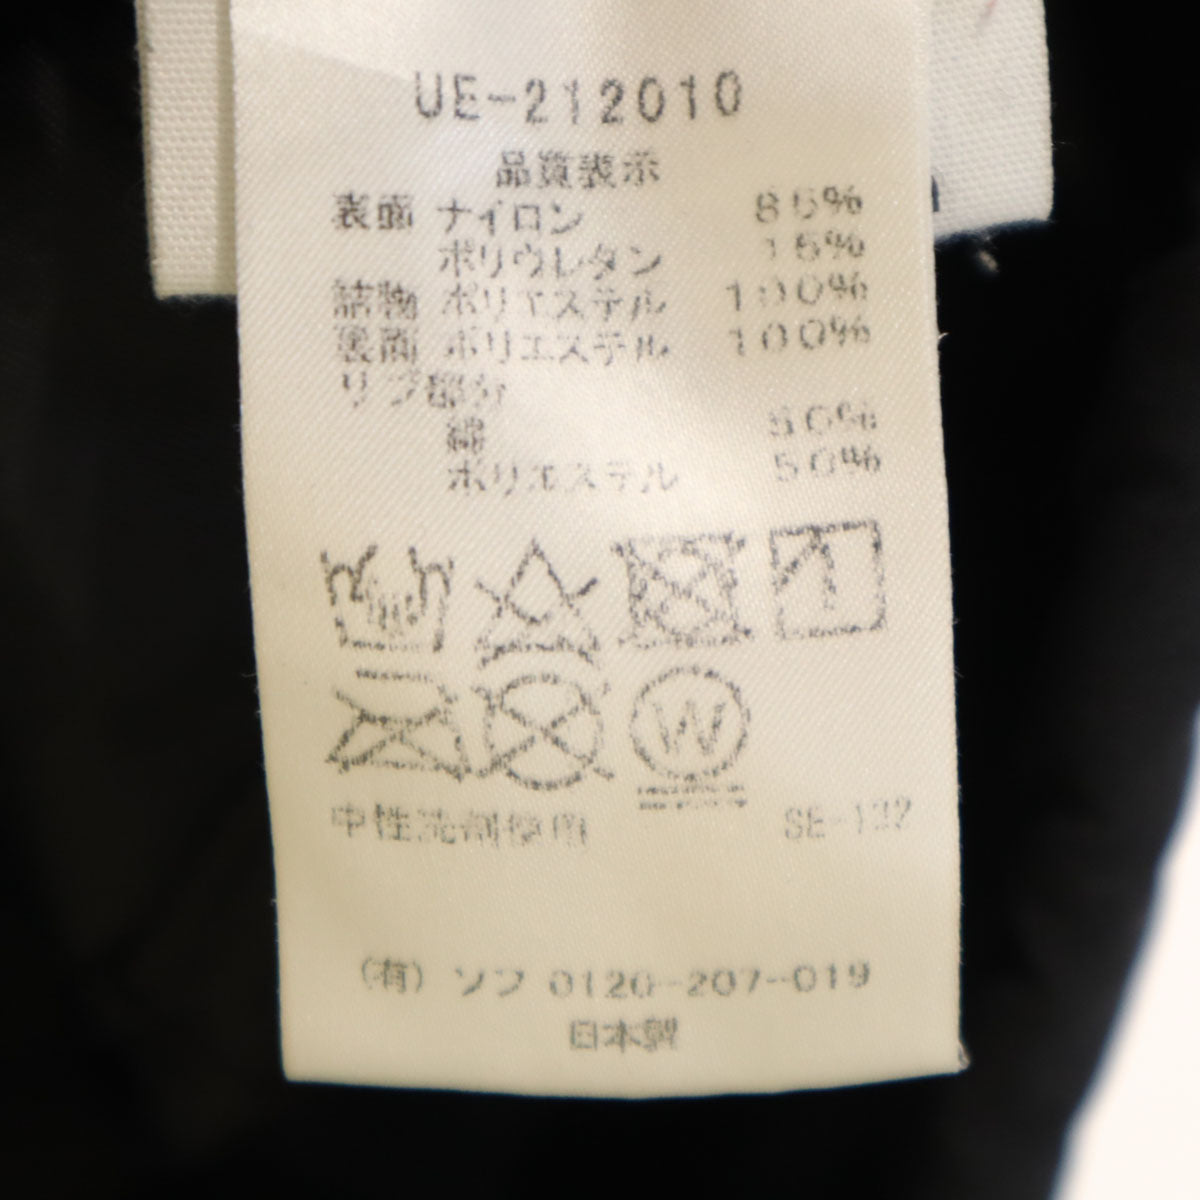 UE-212010
品質表示
表面 ナイロン 85%
ポリウレタン 15%
詰物 ポリエステル 100%
裏面 ポリエステル 100%
リブ部分
綿 50%
ポリエステル 50%
W
中性洗剤使用 SE-132
(有) ソフ 0120-207-019
日本製